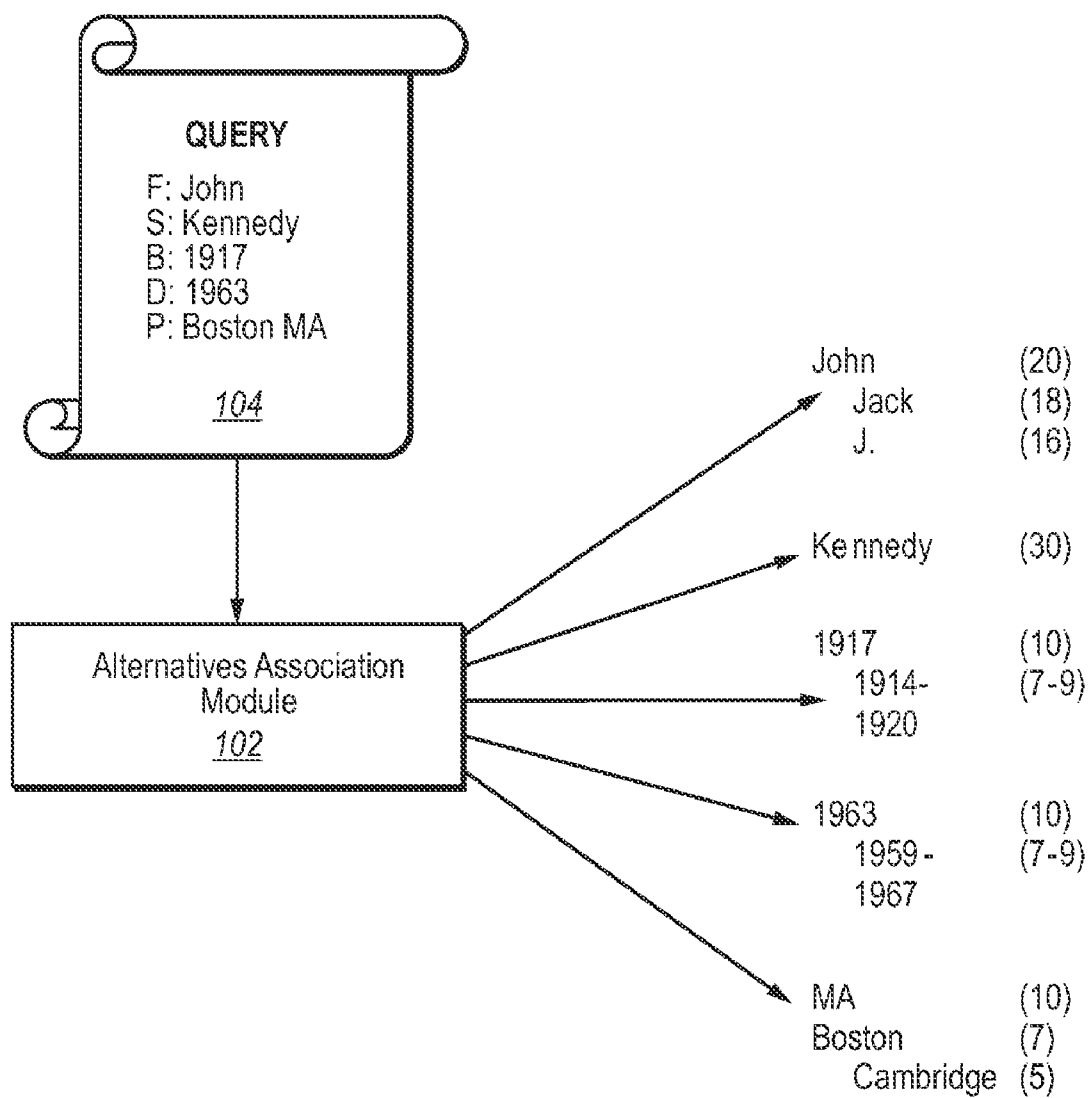 QUERY
F: John
S: Kennedy
B: 1917
D: 1963
P: Boston MA
104
Alternatives Association
Module
102
John (20)
Jack (18)
J. (16)
Kennedy (30)
1917 (10)
1914- (7-9)
1920
1963 (10)
1959- (7-9)
1967
MA (10)
Boston (7)
Cambridge (5)